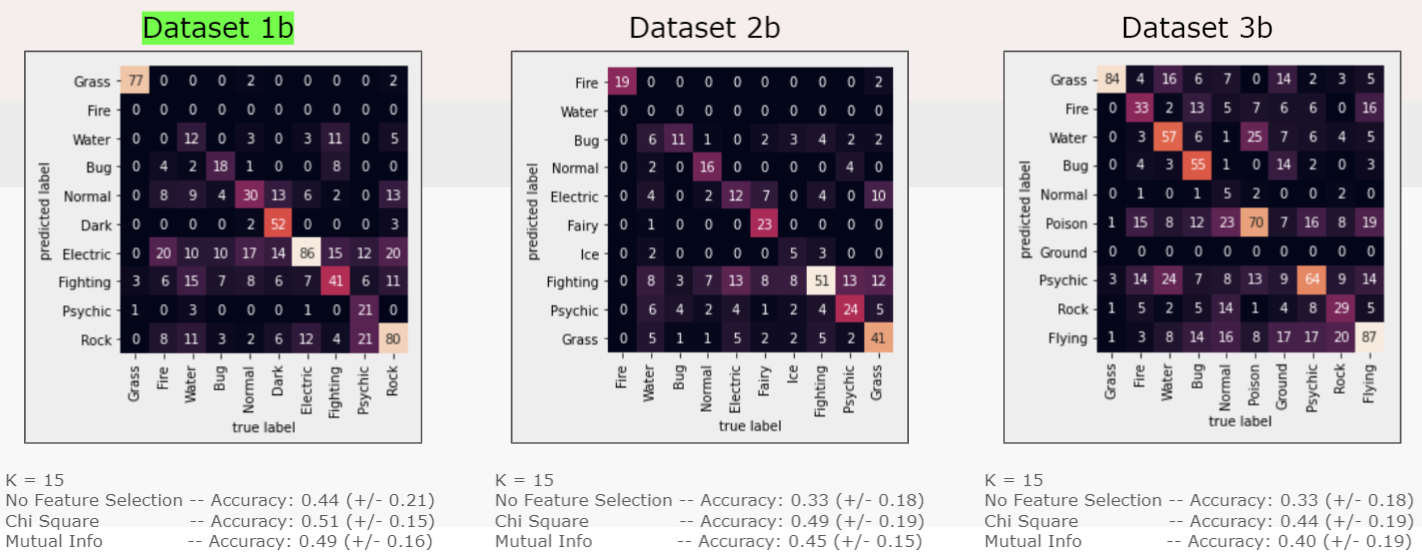 Dataset 1b
predicted label
Grass 77 0 0 0 2 0 0 0 0 2
Fire 0 0 0 0 0 0 0 0 0 0
Water 0 0 12 0 3 0 3 11 0 5
Bug 0 4 2 18 1 0 0 8 0 0
Normal 0 8 9 4 30 13 6 2 0 13
Dark 0 0 0 0 2 52 0 0 0 3
Electric 0 20 10 10 17 14 86 15 12 20
Fighting 3 6 15 7 8 6 7 41 6 11
Psychic 1 0 3 0 0 0 1 0 21 0
Rock 0 8 11 3 2 6 12 4 21 80
Grass Fire Water Bug Normal Dark Electric Fighting Psychic Rock
true label
K = 15
No Feature Selection -- Accuracy: 0.44 (+/- 0.21)
Chi Square -- Accuracy: 0.51 (+/- 0.15)
Mutual Info -- Accuracy: 0.49 (+/- 0.16)
Dataset 2b
predicted label
Fire 19 0 0 0 0 0 0 0 0 2
Water 0 0 0 0 0 0 0 0 0 0
Bug 0 6 11 1 0 2 3 4 2 2
Normal 0 2 0 16 0 0 0 0 4 0
Electric 0 4 0 2 12 7 0 4 0 10
Fairy 0 1 0 0 0 23 0 0 0 0
Ice 0 2 0 0 0 0 5 3 0 0
Fighting 0 8 3 7 13 8 8 51 13 12
Psychic 0 6 4 2 4 1 2 4 24 5
Grass 0 5 1 1 5 2 2 5 2 41
Fire Water Bug Normal Electric Fairy Ice Fighting Psychic Grass
true label
K = 15
No Feature Selection -- Accuracy: 0.33 (+/- 0.18)
Chi Square -- Accuracy: 0.49 (+/- 0.19)
Mutual Info -- Accuracy: 0.45 (+/- 0.15)
Dataset 3b
predicted label
Grass 84 4 16 6 7 0 14 2 3 5
Fire 0 33 2 13 5 7 6 6 0 16
Water 0 3 57 6 1 25 7 6 4 5
Bug 0 4 3 55 1 0 14 2 0 3
Normal 0 1 0 1 5 2 0 0 0 2
Poison 1 15 8 12 23 70 7 16 8 19
Ground 0 0 0 0 0 0 0 0 0 0
Psychic 3 14 24 7 8 13 9 64 9 14
Rock 1 5 2 5 14 1 4 8 29 5
Flying 1 3 8 14 16 8 17 17 20 87
Grass Fire Water Bug Normal Poison Ground Psychic Rock Flying
true label
K = 15
No Feature Selection -- Accuracy: 0.33 (+/- 0.18)
Chi Square -- Accuracy: 0.44 (+/- 0.19)
Mutual Info -- Accuracy: 0.40 (+/- 0.19)